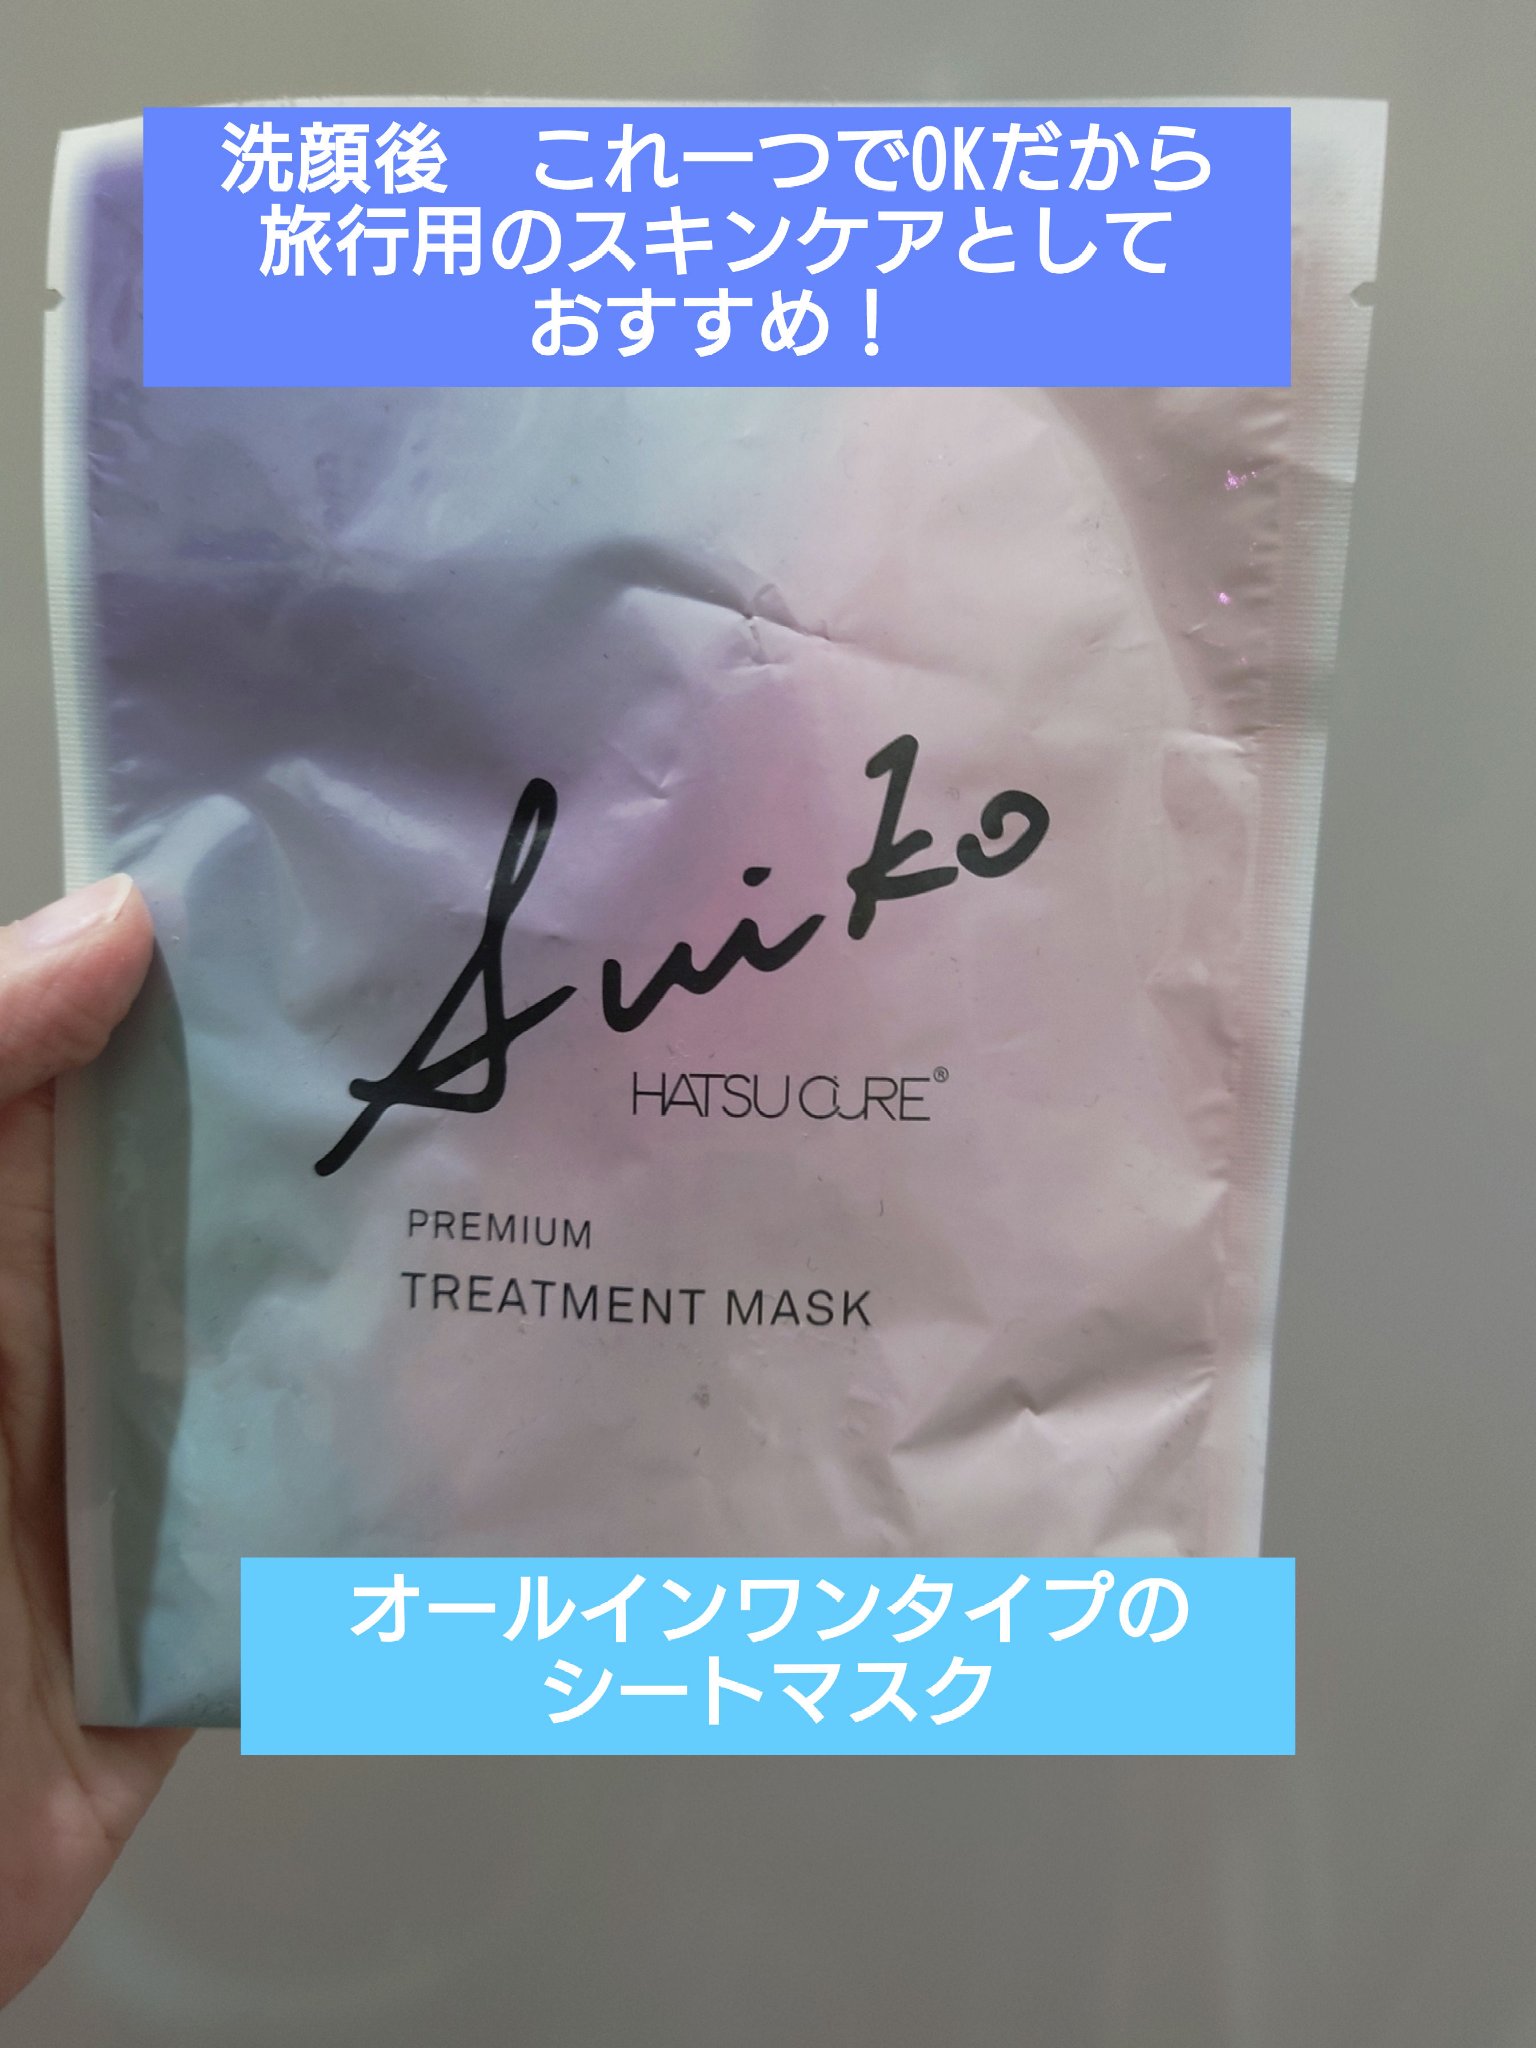 洗顔後　これ一つでOKだから
旅行用のスキンケアとして
おすすめ！
Suiko
HATSU CURE®
PREMIUM
TREATMENT MASK
オールインワンタイプの
シートマスク